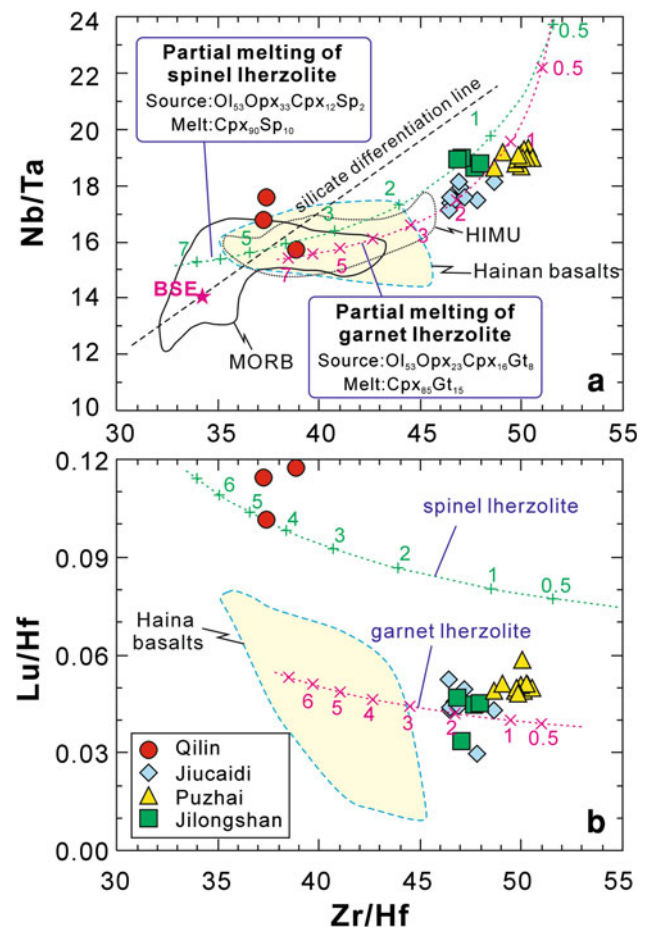 24
22
20
18
16
14
12
10
Nb/Ta
Partial melting of
spinel lherzolite
Source:Ol53Opx33Cpx12Sp2
Melt:Cpx90Sp10
silicate differentiation line
0.5
0.5
1
1
2
2
3
3
5
5
7
7
HIMU
Hainan basalts
BSE
MORB
Partial melting of
garnet lherzolite
Source:Ol53Opx23Cpx16Gt8
Melt:Cpx85Gt15
a
30
35
40
45
50
55
0.12
0.09
0.06
0.03
0.00
Lu/Hf
6
5
4
3
2
1
0.5
spinel lherzolite
Haina
basalts
garnet lherzolite
6
5
4
3
2
1
0.5
Qilin
Jiucaidi
Puzhai
Jilongshan
b
30
35
40
45
50
55
Zr/Hf